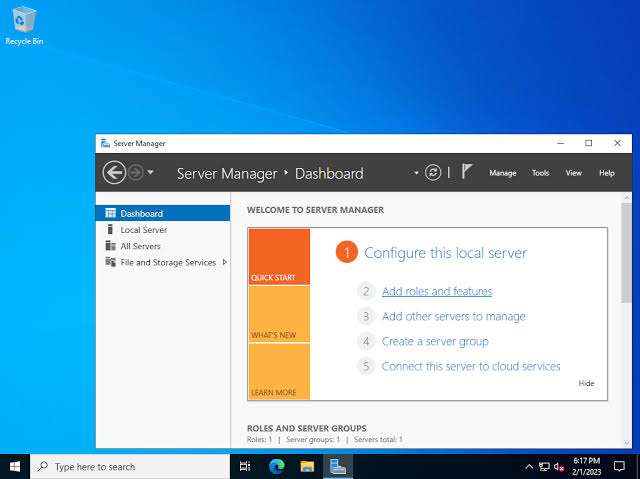 Recycle Bin
Server Manager
Server Manager Dashboard
Manage Tools View Help
Dashboard
Local Server
All Servers
File and Storage Services
WELCOME TO SERVER MANAGER
QUICK START
WHAT'S NEW
LEARN MORE
1 Configure this local server
2 Add roles and features
3 Add other servers to manage
4 Create a server group
5 Connect this server to cloud services
Hide
ROLES AND SERVER GROUPS
Roles: 1 | Server groups: 1 | Servers total: 1
Type here to search
6:17 PM
2/1/2023